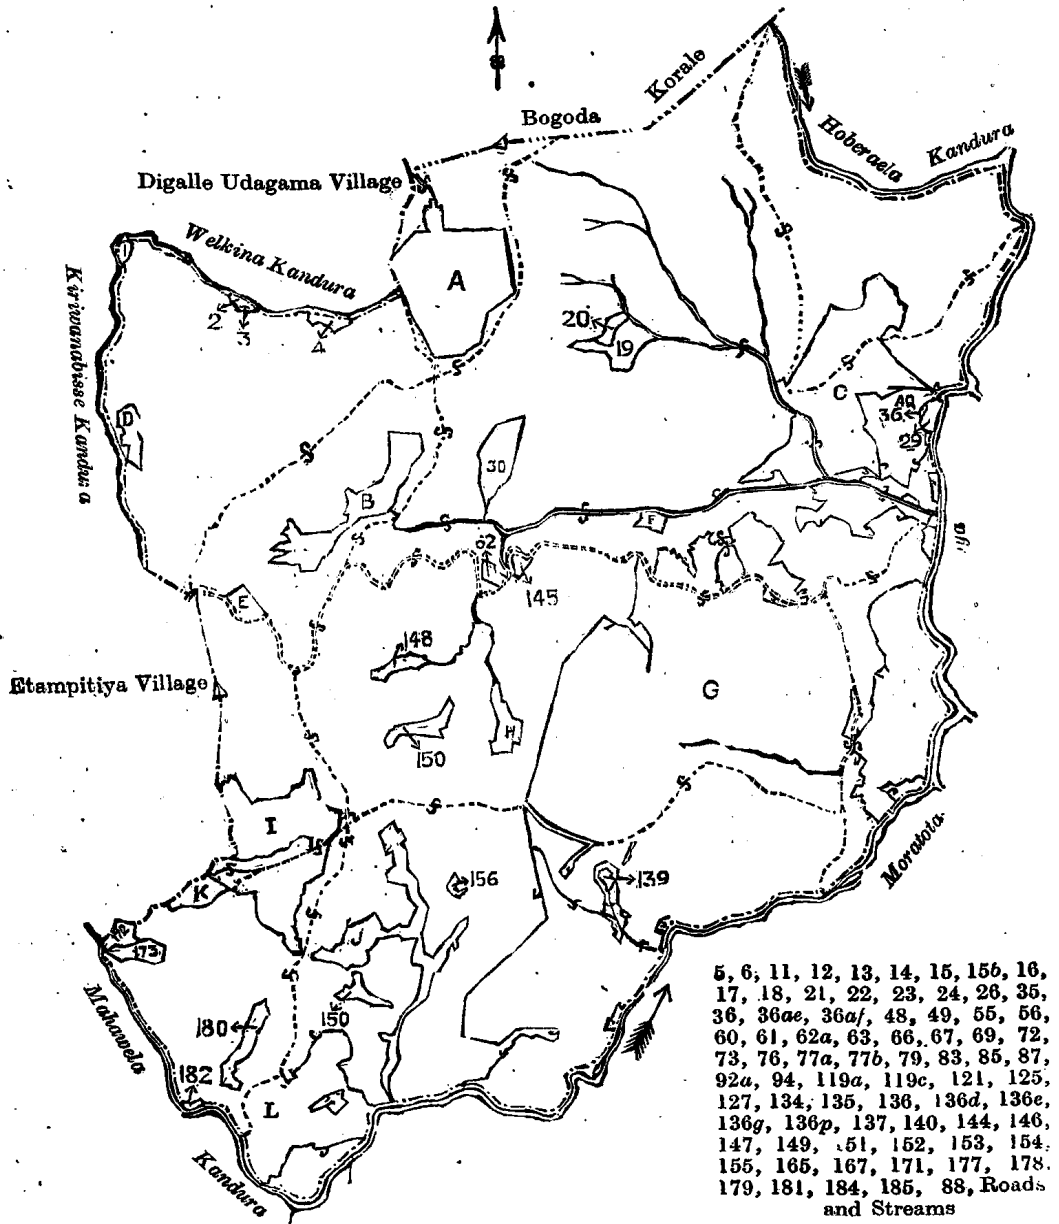 Korale
Bogoda
Hoberaela Kandura
Digalle Udagama Village
Welkina Kandura
A
1
2
3
4
20
19
Kiriwanabisse
C
AQ
36
29
D
30
B
F
62
145
E
148
Etampitiya Village
G
H
150
I
K
156
139
Moratota
173
J
Mahawela
180
150
182
L
Kandura
5, 6, 11, 12, 13, 14, 15, 15b, 16,
17, 18, 21, 22, 23, 24, 26, 35,
36, 36ae, 36af, 48, 49, 55, 56,
60, 61, 62a, 63, 66, 67, 69, 72,
73, 76, 77a, 77b, 79, 83, 85, 87,
92a, 94, 119a, 119c, 121, 125,
127, 134, 135, 136, 136d, 136e,
136g, 136p, 137, 140, 144, 146,
147, 149, 51, 152, 153, 154,
155, 165, 167, 171, 177, 178,
179, 181, 184, 185, 88, Roads
and Streams